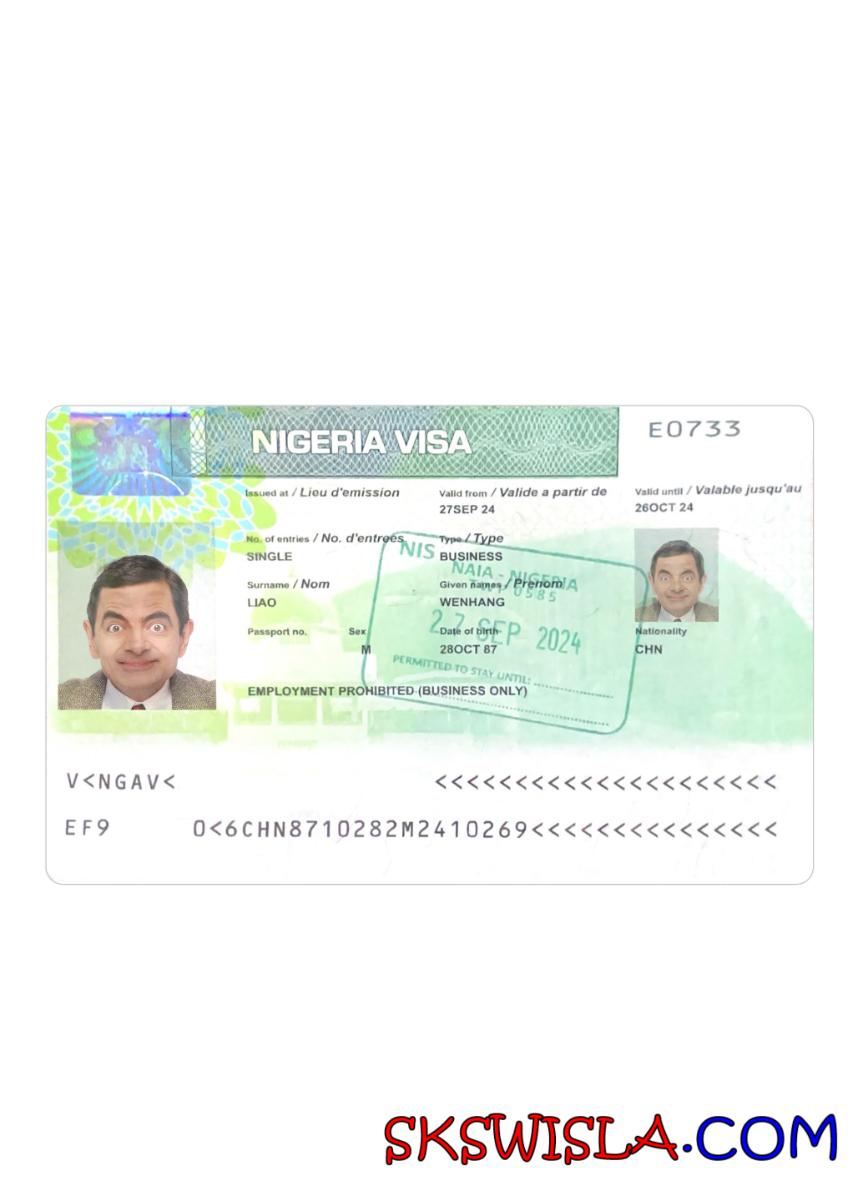 NIGERIA VISA
E0733
Issued at / Lieu d'emission
Valid from / Valide a partir de
Valid until / Valable jusqu'au
27SEP 24
26OCT 24
No. of entries / No. d'entrees
Type / Type
SINGLE
BUSINESS
Surname / Nom
Given names / Prenom
LIAO
WENHANG
Passport no.
Sex
Date of birth
Nationality
M
28OCT 87
CHN
EMPLOYMENT PROHIBITED (BUSINESS ONLY)
NIS
NAIA - NIGERIA
0585
27 SEP 2024
PERMITTED TO STAY UNTIL:
V<NGAV< <<<<<<<<<<<<<<<<<<<<<
EF9 0<6CHN8710282M2410269<<<<<<<<<<<<<<<
SKSWISLA.COM